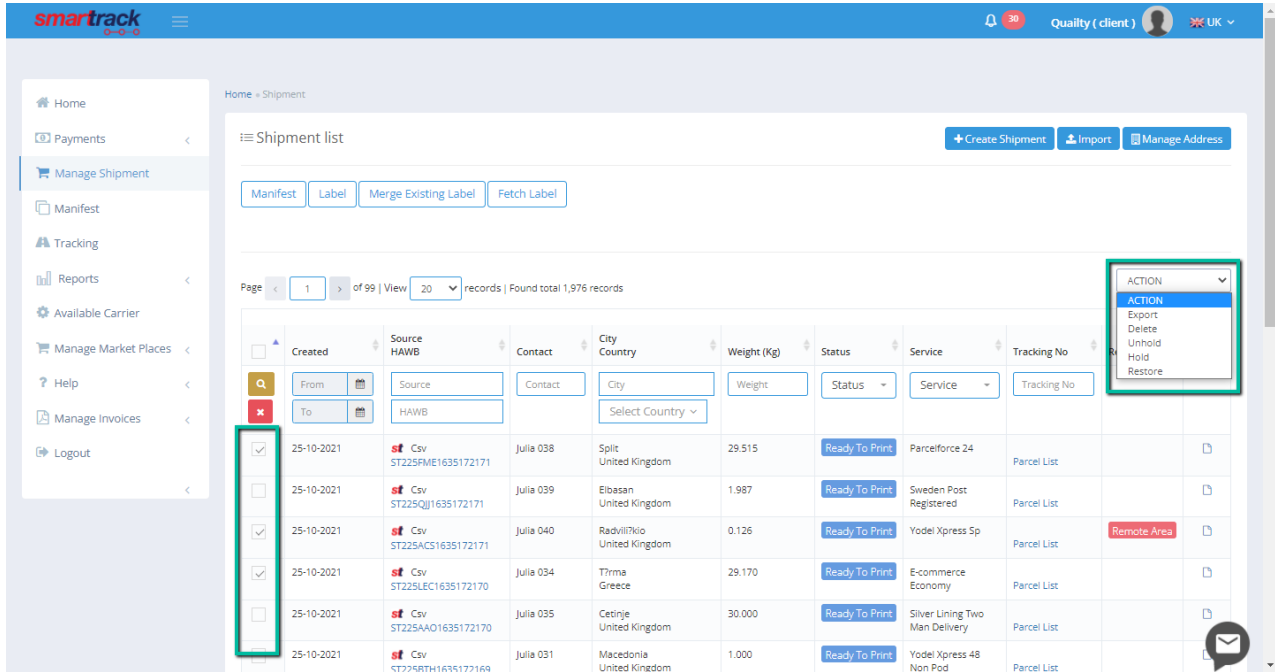 smartrack
30
Quailty ( client )
UK
Home
Payments
Manage Shipment
Manifest
Tracking
Reports
Available Carrier
Manage Market Places
Help
Manage Invoices
Logout
Home » Shipment
Shipment list
Create Shipment
Import
Manage Address
Manifest
Label
Merge Existing Label
Fetch Label
Page 1 of 99 | View 20 records | Found total 1,976 records
ACTION
ACTION
Export
Delete
Unhold
Hold
Restore
Created
Source
HAWB
Contact
City
Country
Weight (Kg)
Status
Service
Tracking No
From
To
Source
HAWB
Contact
City
Select Country
Weight
Status
Service
Tracking No
25-10-2021 st Csv Julia 038 Split 29.515 Ready To Print Parcelforce 24
ST225FME1635172171 United Kingdom Parcel List
25-10-2021 st Csv Julia 039 Elbasan 1.987 Ready To Print Sweden Post
ST225QJJ1635172171 United Kingdom Registered Parcel List
25-10-2021 st Csv Julia 040 Radvili?kio 0.126 Ready To Print Yodel Xpress Sp Remote Area
ST225ACS1635172171 United Kingdom Parcel List
25-10-2021 st Csv Julia 034 T?rma 29.170 Ready To Print E-commerce
ST225LEC1635172170 Greece Economy Parcel List
25-10-2021 st Csv Julia 035 Cetinje 30.000 Ready To Print Silver Lining Two
ST225AAO1635172170 United Kingdom Man Delivery Parcel List
25-10-2021 st Csv Julia 031 Macedonia 1.000 Ready To Print Yodel Xpress 48
ST225BTH1635172169 United Kingdom Non Pod Parcel List